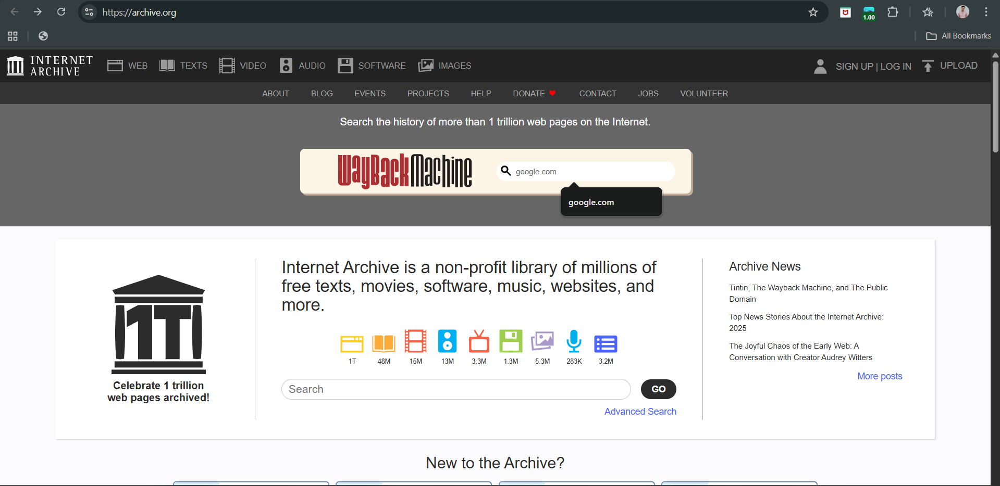 https://archive.org
1.00
All Bookmarks
INTERNET
ARCHIVE
WEB
TEXTS
VIDEO
AUDIO
SOFTWARE
IMAGES
SIGN UP | LOG IN
UPLOAD
ABOUT
BLOG
EVENTS
PROJECTS
HELP
DONATE
CONTACT
JOBS
VOLUNTEER
Search the history of more than 1 trillion web pages on the Internet.
WayBackMachine
google.com
google.com
1T
Celebrate 1 trillion
web pages archived!
Internet Archive is a non-profit library of millions of
free texts, movies, software, music, websites, and
more.
1T
48M
15M
13M
3.3M
1.3M
5.3M
283K
3.2M
Search
GO
Advanced Search
Archive News
Tintin, The Wayback Machine, and The Public
Domain
Top News Stories About the Internet Archive:
2025
The Joyful Chaos of the Early Web: A
Conversation with Creator Audrey Witters
More posts
New to the Archive?